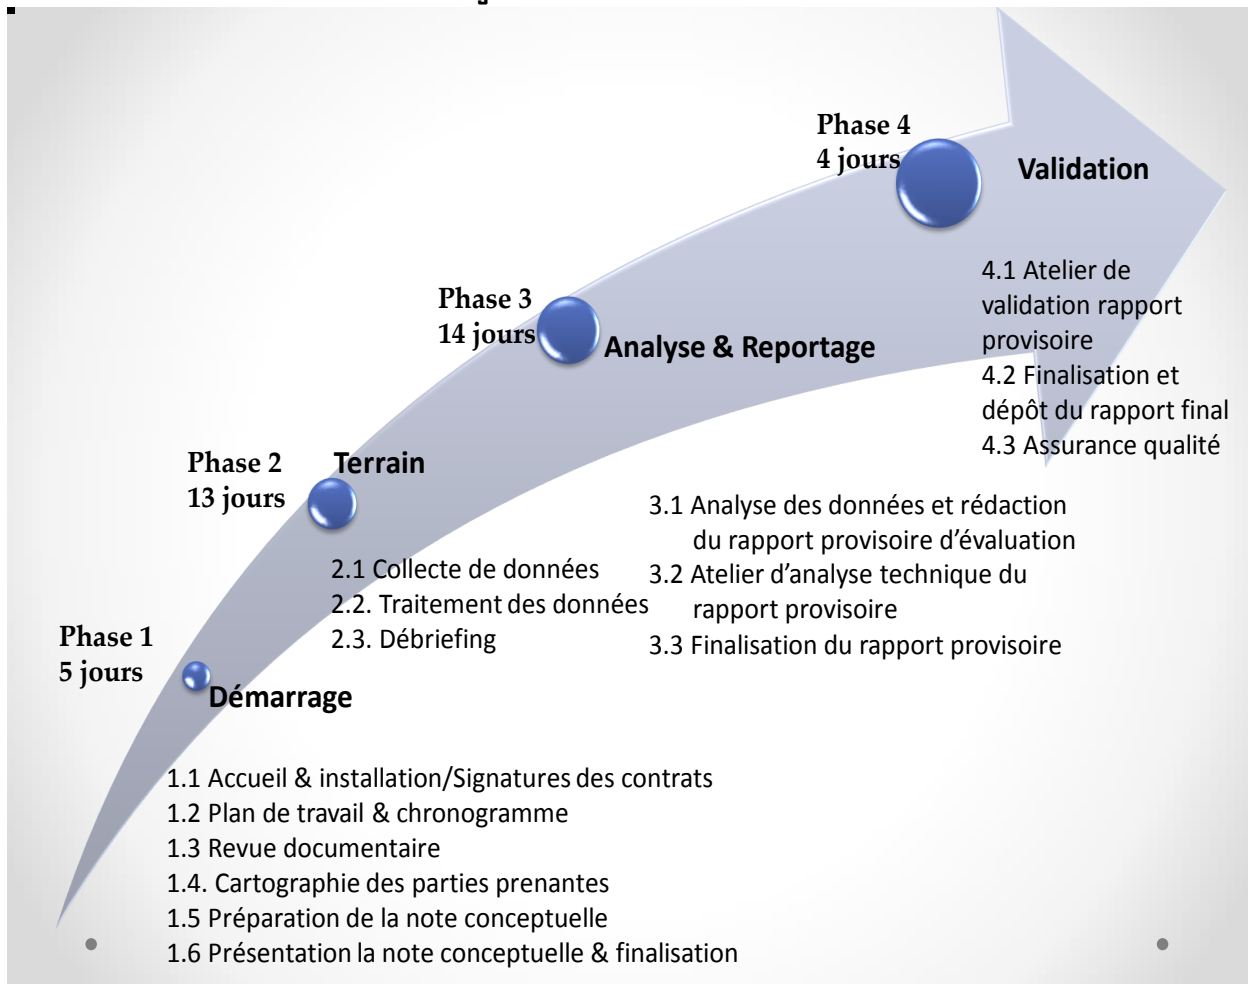 Phase 1
5 jours
Démarrage
1.1 Accueil & installation/Signatures des contrats
1.2 Plan de travail & chronogramme
1.3 Revue documentaire
1.4. Cartographie des parties prenantes
1.5 Préparation de la note conceptuelle
1.6 Présentation la note conceptuelle & finalisation
Phase 2
13 jours
Terrain
2.1 Collecte de données
2.2. Traitement des données
2.3. Débriefing
Phase 3
14 jours
Analyse & Reportage
3.1 Analyse des données et rédaction
du rapport provisoire d’évaluation
3.2 Atelier d’analyse technique du
rapport provisoire
3.3 Finalisation du rapport provisoire
Phase 4
4 jours
Validation
4.1 Atelier de
validation rapport
provisoire
4.2 Finalisation et
dépôt du rapport final
4.3 Assurance qualité